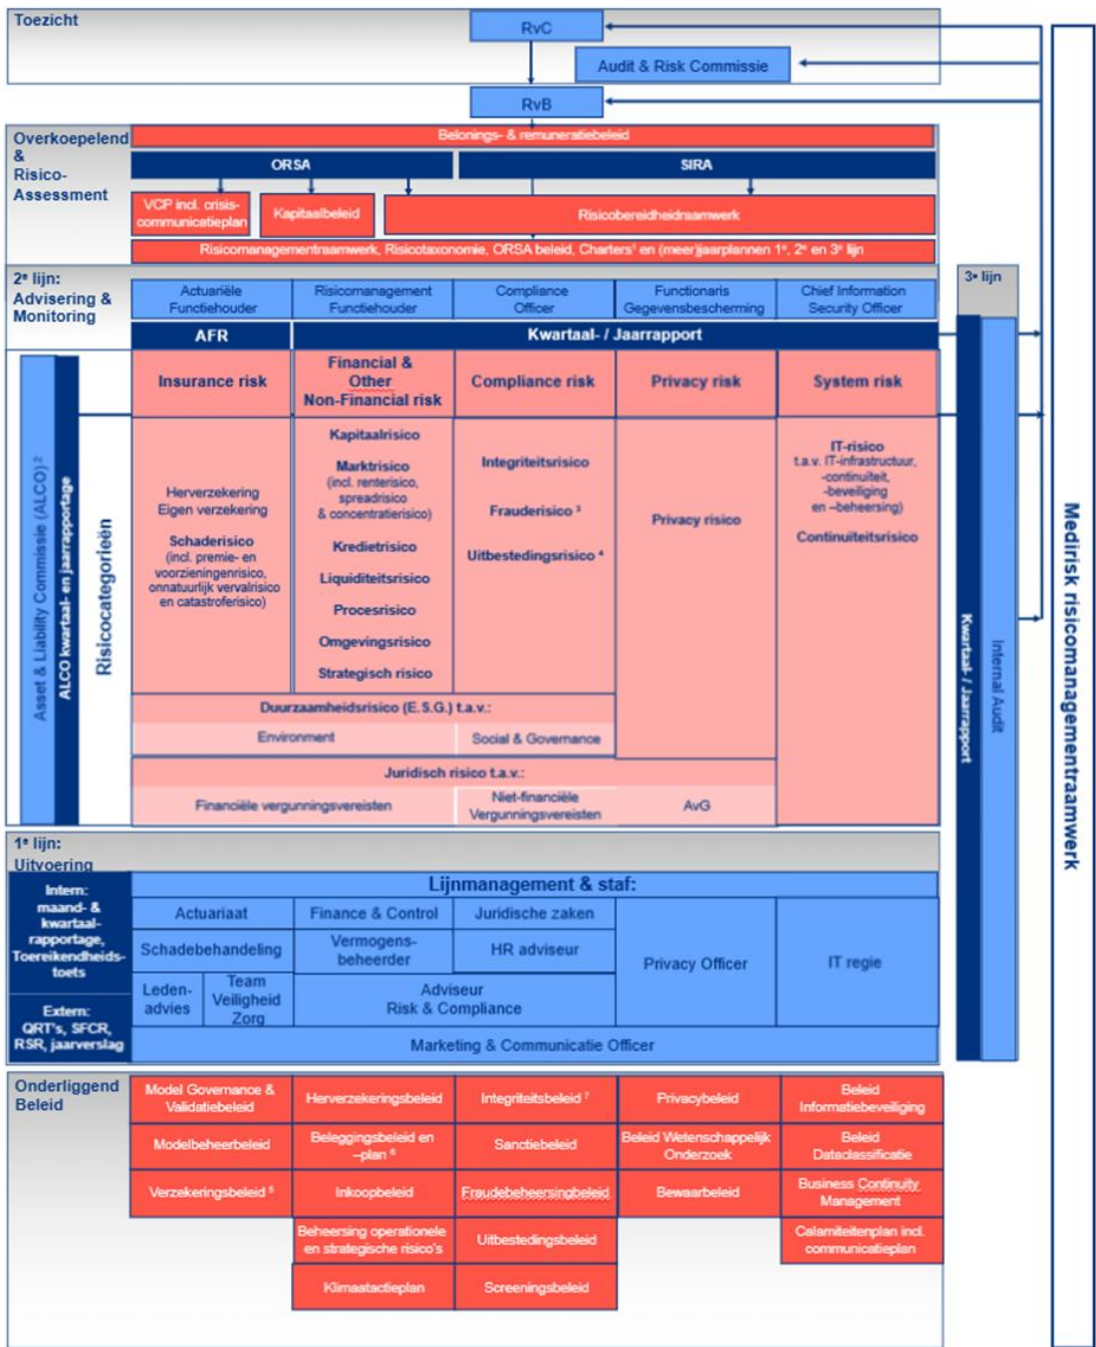 Toezicht
RvC
Audit & Risk Commissie
RvB
Overkoepelend
&
Risico-
Assessment
Belonings- & remuneratiebeleid
ORSA
SIRA
VCP incl. crisis-
communicatieplan
Kapitaalbeleid
Risicobereidheidraamwerk
Risicomanagementraamwerk, Risicotaxonomie, ORSA beleid, Charters¹ en (meer)jaarplannen 1ᵉ, 2ᵉ en 3ᵉ lijn
2ᵉ lijn:
Advisering &
Monitoring
Actuariële
Functiehouder
Risicomanagement
Functiehouder
Compliance
Officer
Functionaris
Gegevensbescherming
Chief Information
Security Officer
3ᵉ lijn
AFR
Kwartaal- / Jaarrapport
Insurance risk
Financial &
Other
Non-Financial risk
Compliance risk
Privacy risk
System risk
Asset & Liability Commissie (ALCO) ²
ALCO kwartaal- en jaarrapportage
Risicocategorieën
Herverzekering
Eigen verzekering
Schaderisico
(incl. premie- en
voorzieningenrisico,
onnatuurlijk vervalrisico
en catastroferisico)
Kapitaalrisico
Marktrisico
(incl. renterisico,
spreadrisico
& concentratierisico)
Kredietrisico
Liquiditeitsrisico
Procesrisico
Omgevingsrisico
Strategisch risico
Integriteitsrisico
Frauderisico ³
Uitbestedingsrisico ⁴
Privacy risico
IT-risico
t.a.v. IT-infrastructuur,
-continuïteit,
-beveiliging
en –beheersing)
Continuïteitsrisico
Duurzaamheidsrisico (E.S.G.) t.a.v.:
Environment
Social & Governance
Juridisch risico t.a.v.:
Financiële vergunningsvereisten
Niet-financiële
Vergunningsvereisten
AvG
Kwartaal- / Jaarrapport
Internal Audit
Medirisk risicomanagementraamwerk
1ᵉ lijn:
Uitvoering
Intern:
maand- &
kwartaal-
rapportage,
Toereikendheids-
toets
Extern:
QRT's, SFCR,
RSR, jaarverslag
Lijnmanagement & staf:
Actuariaat
Finance & Control
Juridische zaken
Schadebehandeling
Vermogens-
beheerder
HR adviseur
Privacy Officer
IT regie
Leden-
advies
Team
Veiligheid
Zorg
Adviseur
Risk & Compliance
Marketing & Communicatie Officer
Onderliggend
Beleid
Model Governance &
Validatiebeleid
Herverzekeringsbeleid
Integriteitsbeleid ⁷
Privacybeleid
Beleid
Informatiebeveiliging
Modelbeheerbeleid
Beleggingsbeleid en
–plan ⁶
Sanctiebeleid
Beleid Wetenschappelijk
Onderzoek
Beleid
Dataclassificatie
Verzekeringsbeleid ⁵
Inkoopbeleid
Fraudebeheersingbeleid
Bewaarbeleid
Business Continuity
Management
Beheersing operationele
en strategische risico's
Uitbestedingsbeleid
Calamiteitenplan incl.
communicatieplan
Klimaatactieplan
Screeningsbeleid